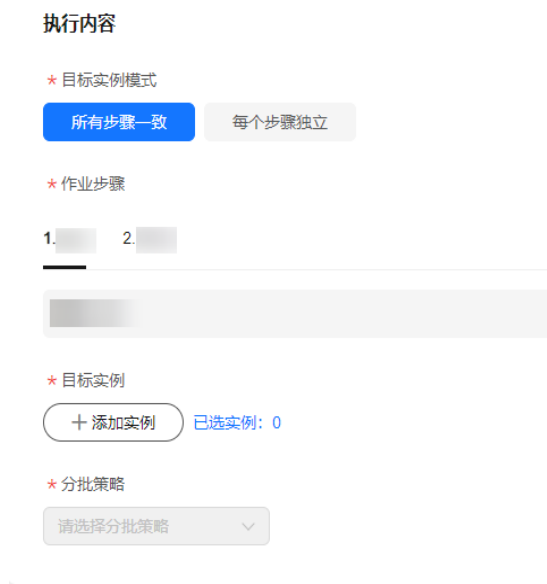 执行内容
* 目标实例模式
所有步骤一致 每个步骤独立
* 作业步骤
1. 2.
* 目标实例
+ 添加实例 已选实例：0
* 分批策略
请选择分批策略